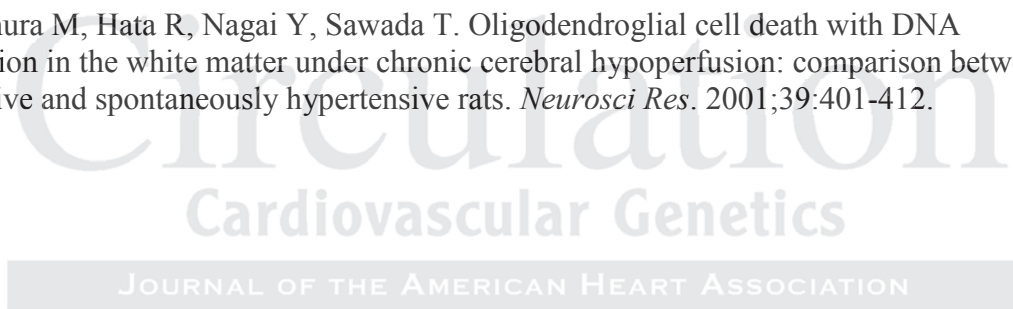 ura M, Hata R, Nagai Y, Sawada T. Oligodendroglial cell death with DNA
ion in the white matter under chronic cerebral hypoperfusion: comparison betw
ive and spontaneously hypertensive rats. Neurosci Res. 2001;39:401-412.
Circulation
Cardiovascular Genetics
JOURNAL OF THE AMERICAN HEART ASSOCIATION